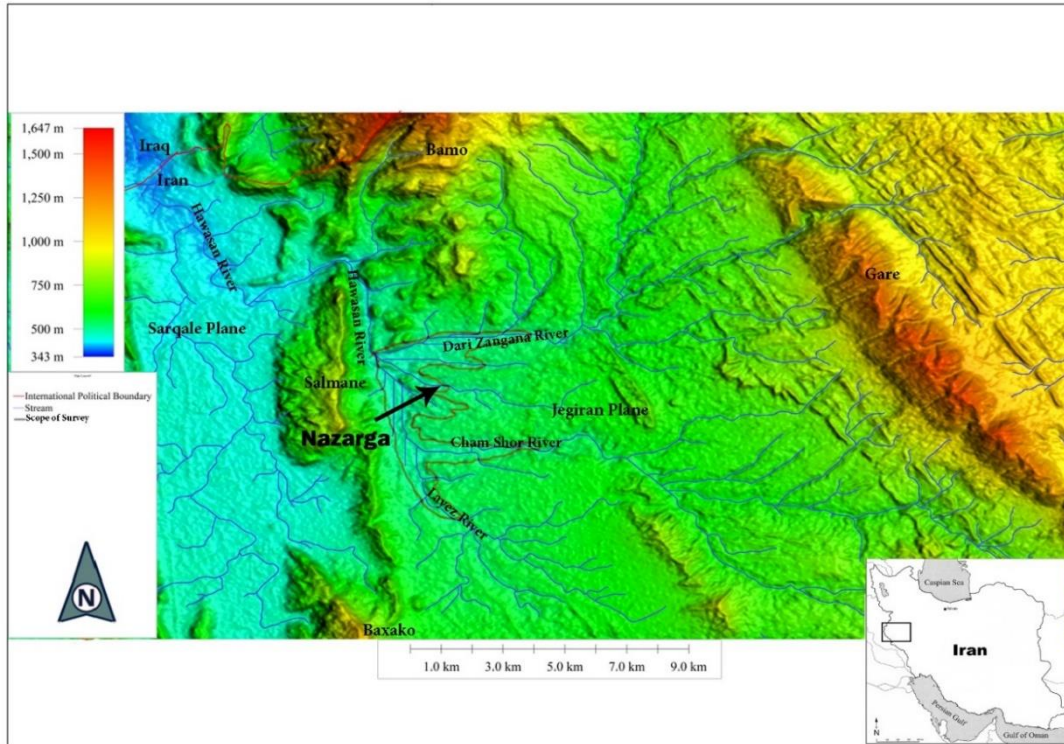 1,647 m
1,500 m
1,250 m
1,000 m
750 m
500 m
343 m
Iraq
Iran
Bamo
Hawasan River
Hawasan River
Gare
Sarqale Plane
Dari Zangana River
Salmane
Jegiran Plane
Nazarga
Cham Shor River
Layez River
Baxako
International Political Boundary
Stream
Scope of Survey
N
1.0 km
3.0 km
5.0 km
7.0 km
9.0 km
Caspian Sea
Iran
Persian Gulf
Gulf of Oman
N